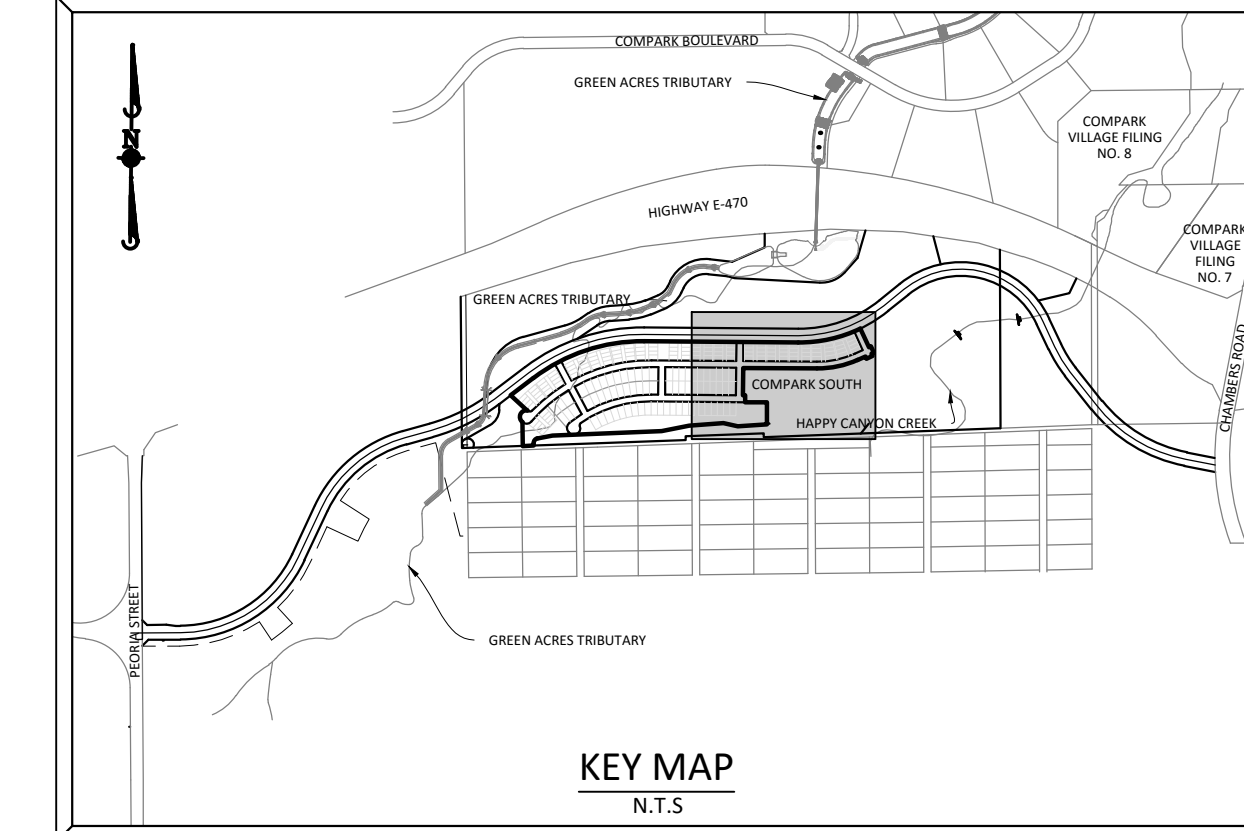 COMPARK BOULEVARD
GREEN ACRES TRIBUTARY
COMPARK
VILLAGE FILING
NO. 8
N
HIGHWAY E-470
COMPARK
VILLAGE
FILING
NO. 7
GREEN ACRES TRIBUTARY
COMPARK SOUTH
HAPPY CANYON CREEK
CHAMBERS ROAD
PEORIA STREET
GREEN ACRES TRIBUTARY
KEY MAP
N.T.S